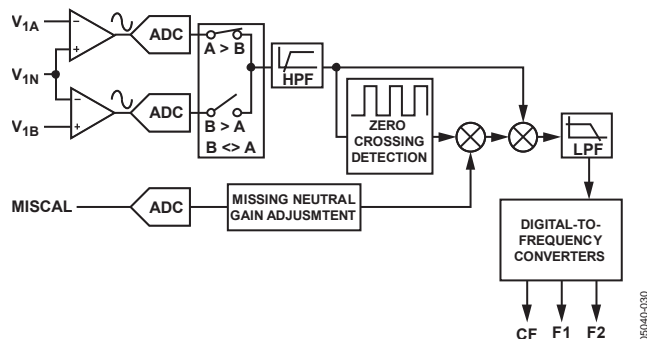 V1A
ADC
A > B
V1N
HPF
V1B
ADC
B > A
B <> A
ZERO
CROSSING
DETECTION
LPF
MISCAL
ADC
MISSING NEUTRAL
GAIN ADJUSMTENT
DIGITAL-TO-
FREQUENCY
CONVERTERS
CF F1 F2
05040-030